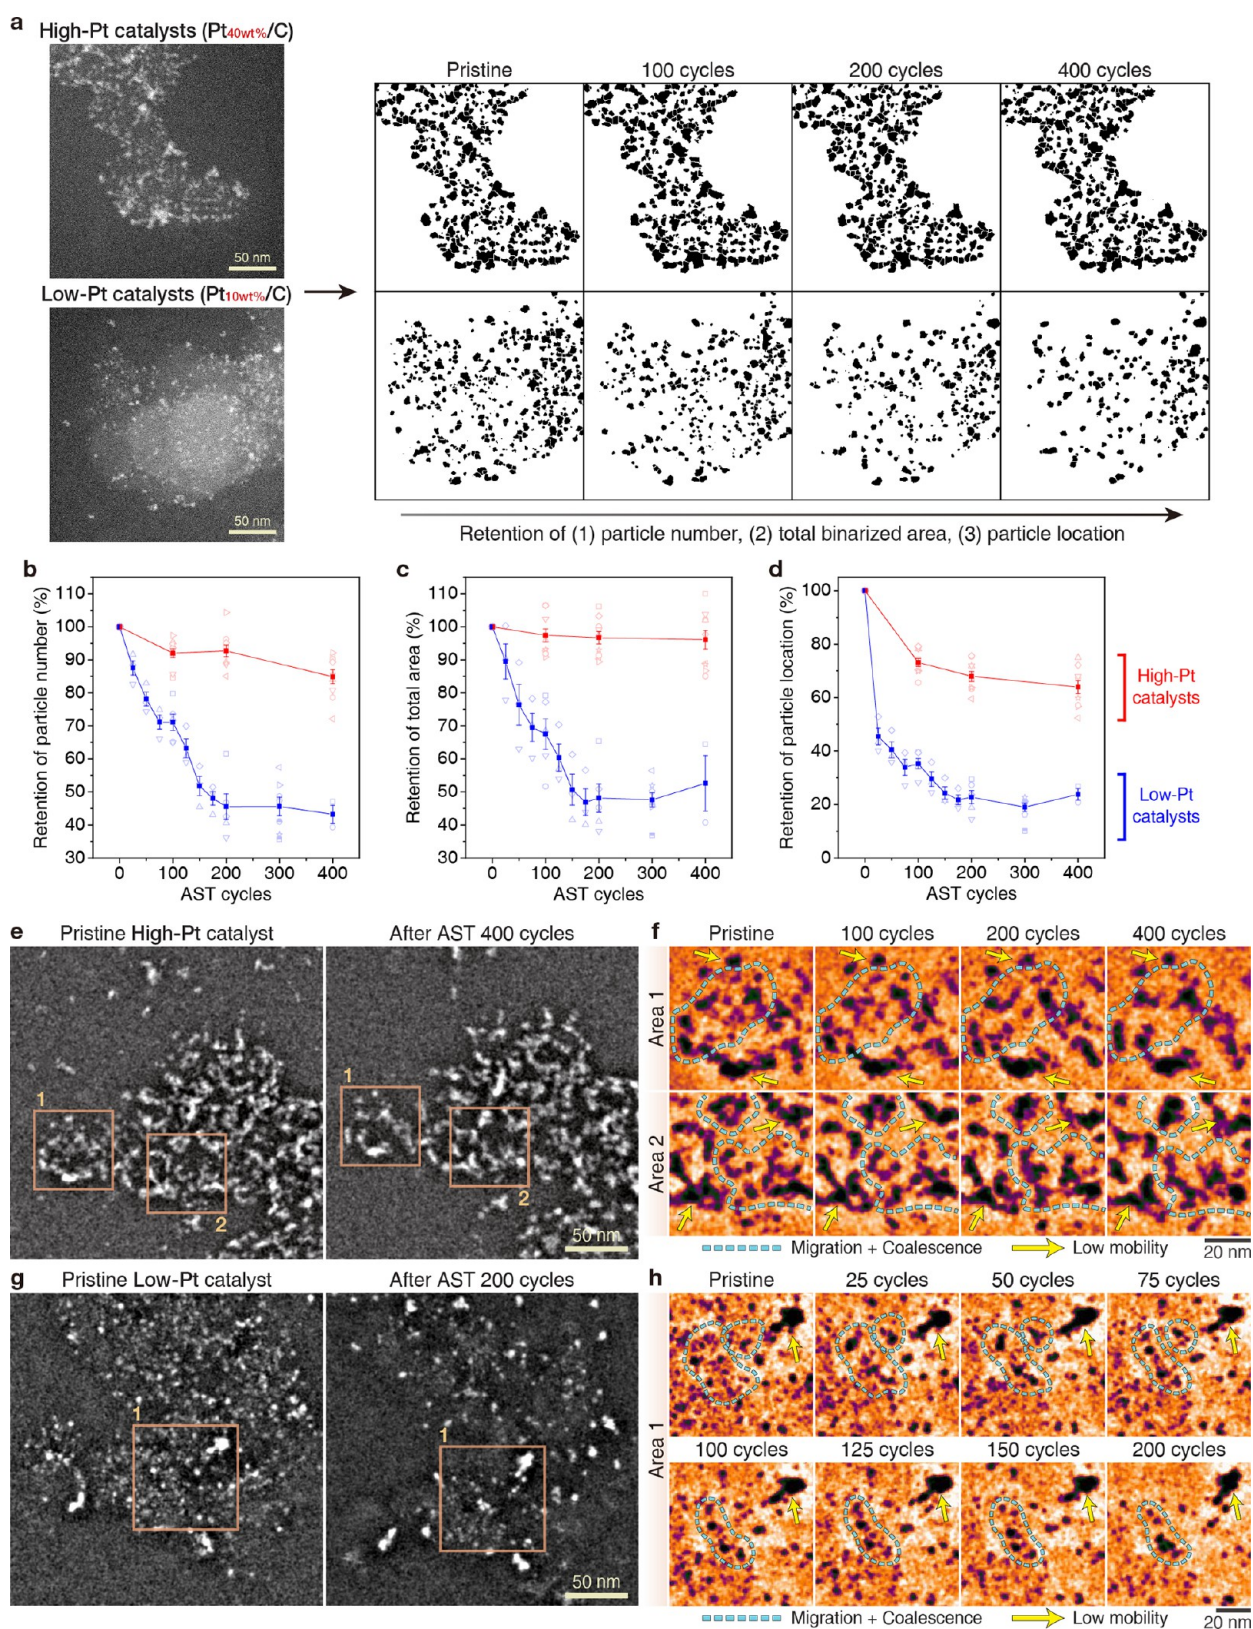 a
High-Pt catalysts (Pt40wt%/C)
50 nm
Low-Pt catalysts (Pt10wt%/C)
50 nm
Pristine 100 cycles 200 cycles 400 cycles
Retention of (1) particle number, (2) total binarized area, (3) particle location
b
Retention of particle number (%)
110
100
90
80
70
60
50
40
30
0 100 200 300 400
AST cycles
c
Retention of total area (%)
110
100
90
80
70
60
50
40
30
0 100 200 300 400
AST cycles
d
Retention of particle location (%)
100
80
60
40
20
0
0 100 200 300 400
AST cycles
High-Pt
catalysts
Low-Pt
catalysts
e
Pristine High-Pt catalyst
1
2
After AST 400 cycles
1
2
50 nm
f
Pristine 100 cycles 200 cycles 400 cycles
Area 1
Area 2
Migration + Coalescence Low mobility 20 nm
g
Pristine Low-Pt catalyst
1
After AST 200 cycles
1
50 nm
h
Pristine 25 cycles 50 cycles 75 cycles
Area 1
100 cycles 125 cycles 150 cycles 200 cycles
Migration + Coalescence Low mobility 20 nm